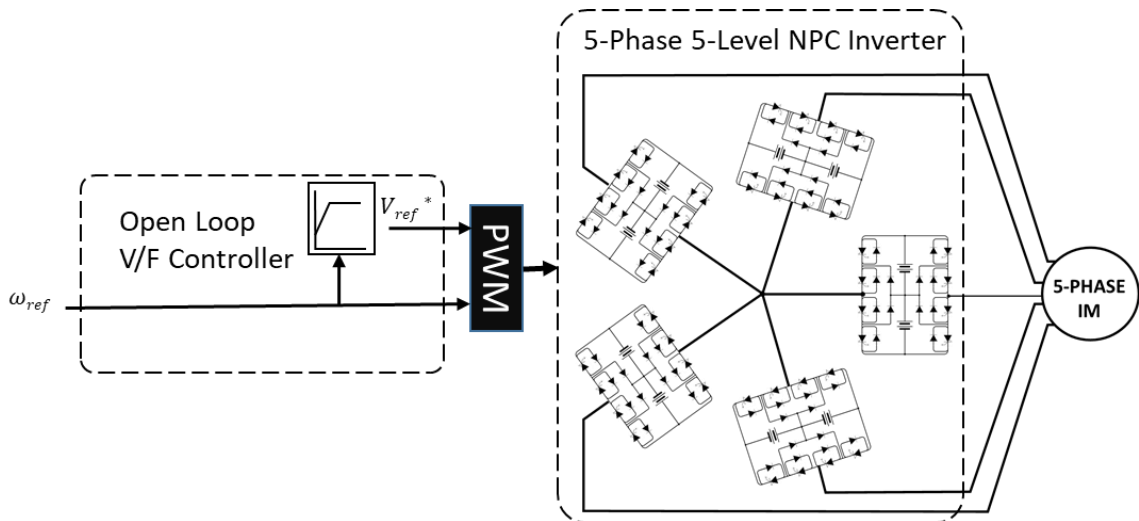 5-Phase 5-Level NPC Inverter
Open Loop
V/F Controller
V_ref *
ω_ref
PWM
5-PHASE
IM